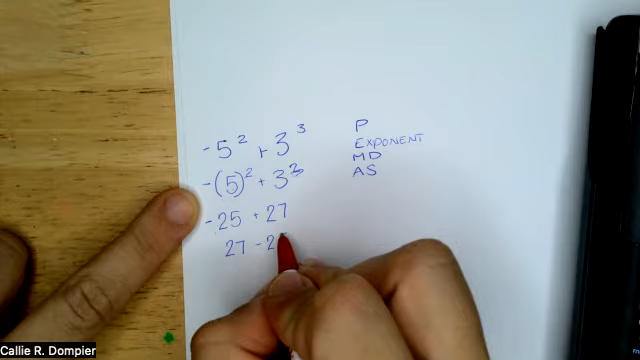 -5² + 3³
-(5)² + 3³
-25 + 27
27 - 2
P
EXPONENT
MD
AS
Callie R. Dompier